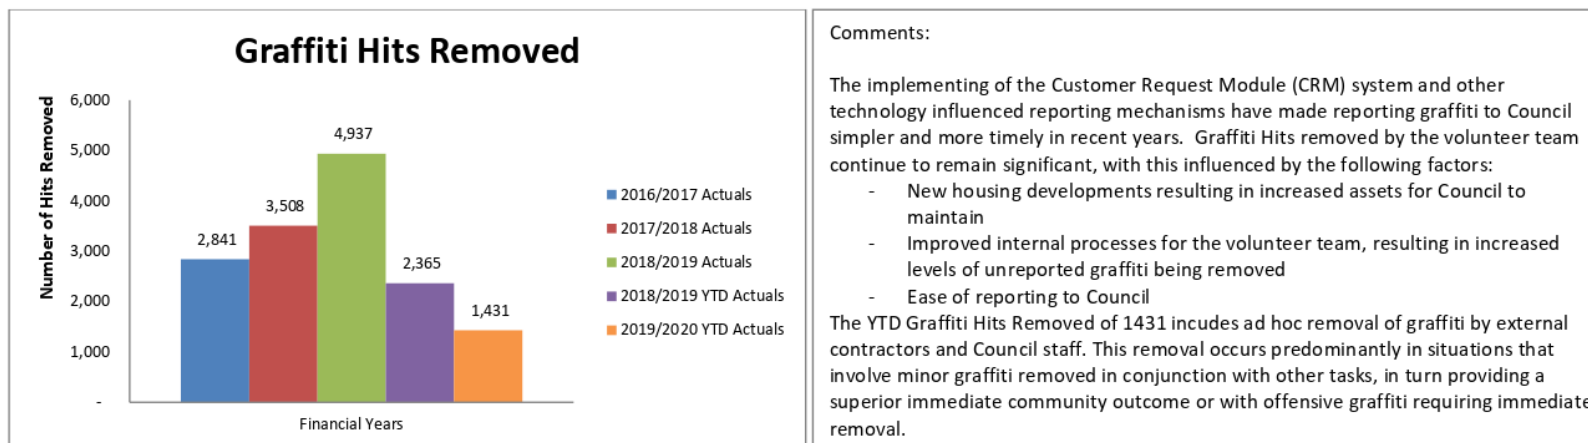 Graffiti Hits Removed
Number of Hits Removed
6,000
5,000
4,000
3,000
2,000
1,000
-
2,841
3,508
4,937
2,365
1,431
Financial Years
2016/2017 Actuals
2017/2018 Actuals
2018/2019 Actuals
2018/2019 YTD Actuals
2019/2020 YTD Actuals
Comments:
The implementing of the Customer Request Module (CRM) system and other
technology influenced reporting mechanisms have made reporting graffiti to Council
simpler and more timely in recent years.  Graffiti Hits removed by the volunteer team
continue to remain significant, with this influenced by the following factors:
- New housing developments resulting in increased assets for Council to
maintain
- Improved internal processes for the volunteer team, resulting in increased
levels of unreported graffiti being removed
- Ease of reporting to Council
The YTD Graffiti Hits Removed of 1431 incudes ad hoc removal of graffiti by external
contractors and Council staff. This removal occurs predominantly in situations that
involve minor graffiti removed in conjunction with other tasks, in turn providing a
superior immediate community outcome or with offensive graffiti requiring immediate
removal.